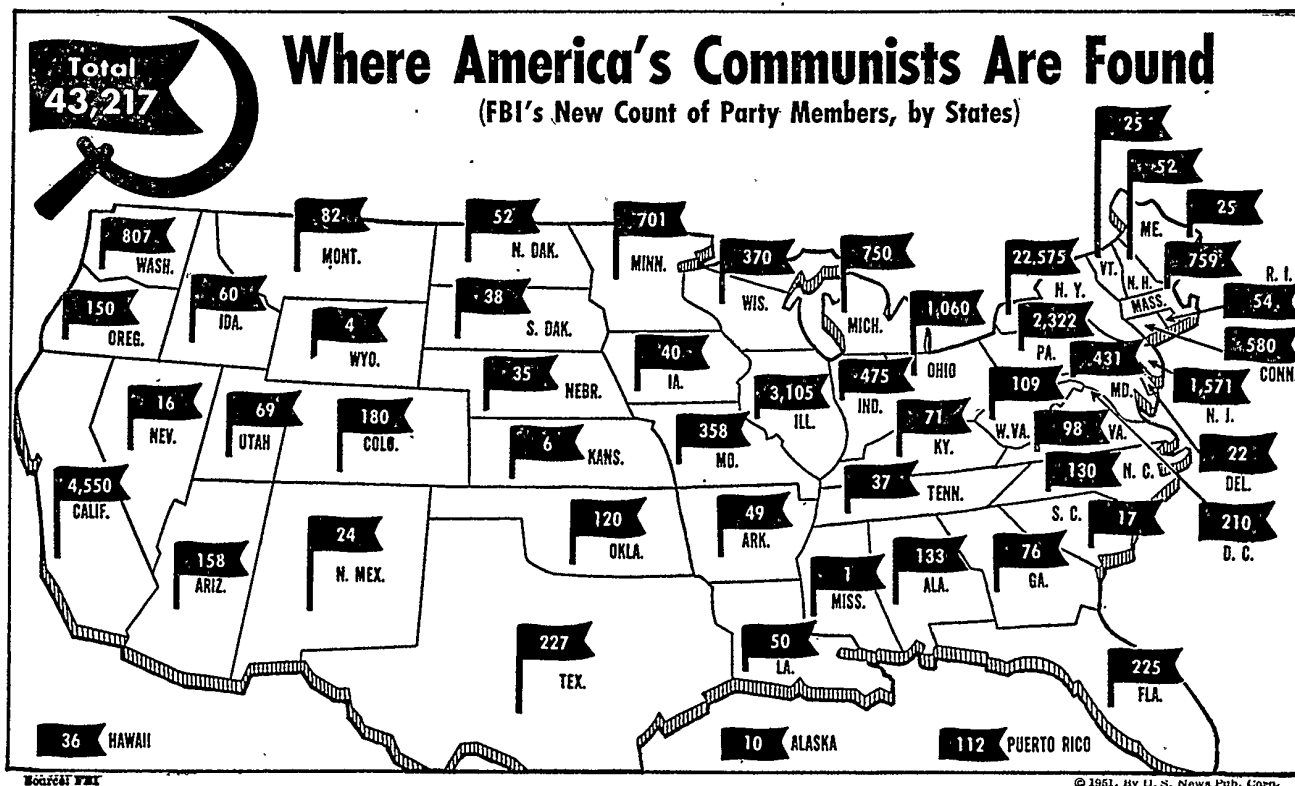 Total
43,217
Where America's Communists Are Found
(FBI's New Count of Party Members, by States)
25
52
25
ME.
VT.
N.H.
759
MASS.
R. I.
54
580
CONN.
807
WASH.
82
MONT.
52
N. DAK.
701
MINN.
370
WIS.
750
MICH.
22,575
N. Y.
150
OREG.
60
IDA.
4
WYO.
38
S. DAK.
1,060
OHIO
2,322
PA.
431
MD.
1,571
N. J.
16
NEV.
69
UTAH
180
COLO.
35
NEBR.
40
IA.
3,105
ILL.
475
IND.
71
KY.
109
W.VA.
98
VA.
22
DEL.
4,550
CALIF.
6
KANS.
358
MO.
37
TENN.
130
N. C.
210
D. C.
158
ARIZ.
24
N. MEX.
120
OKLA.
49
ARK.
1
MISS.
133
ALA.
76
GA.
S. C.
17
227
TEX.
50
LA.
225
FLA.
36 HAWAII
10 ALASKA
112 PUERTO RICO
Source: FBI
© 1951, By U. S. News Pub. Corp.